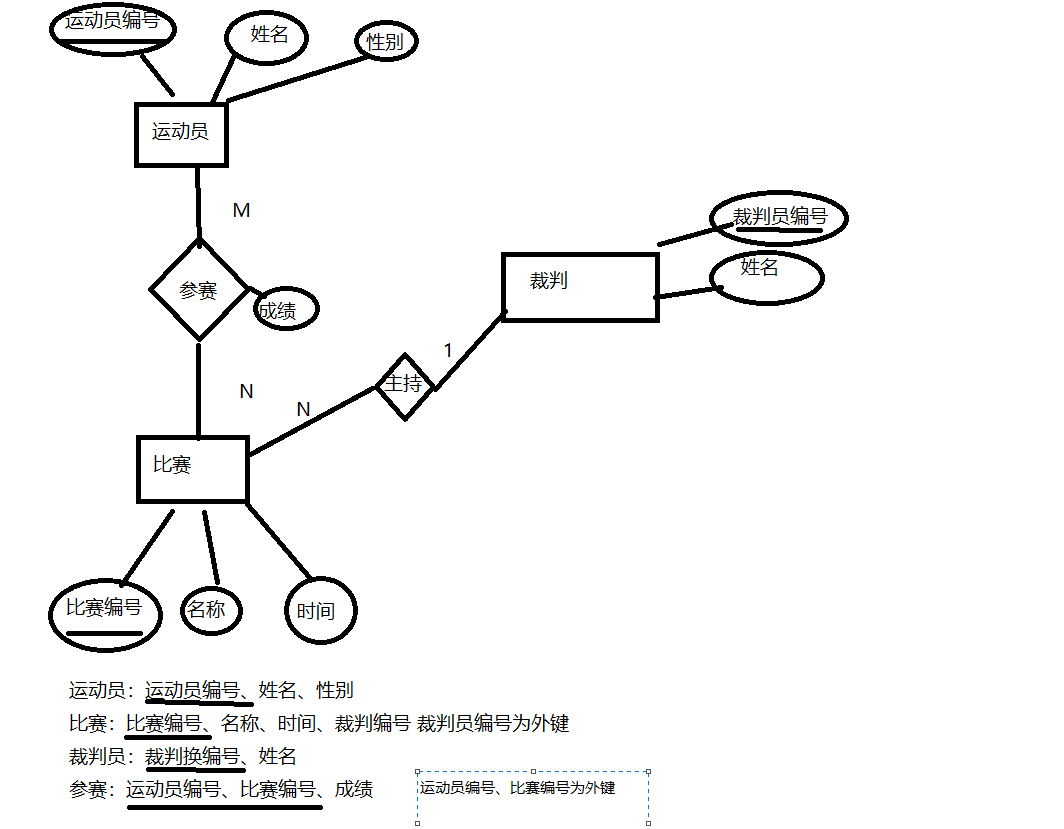 运动员编号
姓名
性别
运动员
M
裁判员编号
姓名
裁判
参赛
成绩
1
主持
N
N
比赛
比赛编号
名称
时间
运动员：运动员编号、姓名、性别
比赛：比赛编号、名称、时间、裁判编号 裁判员编号为外键
裁判员：裁判换编号、姓名
参赛：运动员编号、比赛编号、成绩
运动员编号、比赛编号为外键